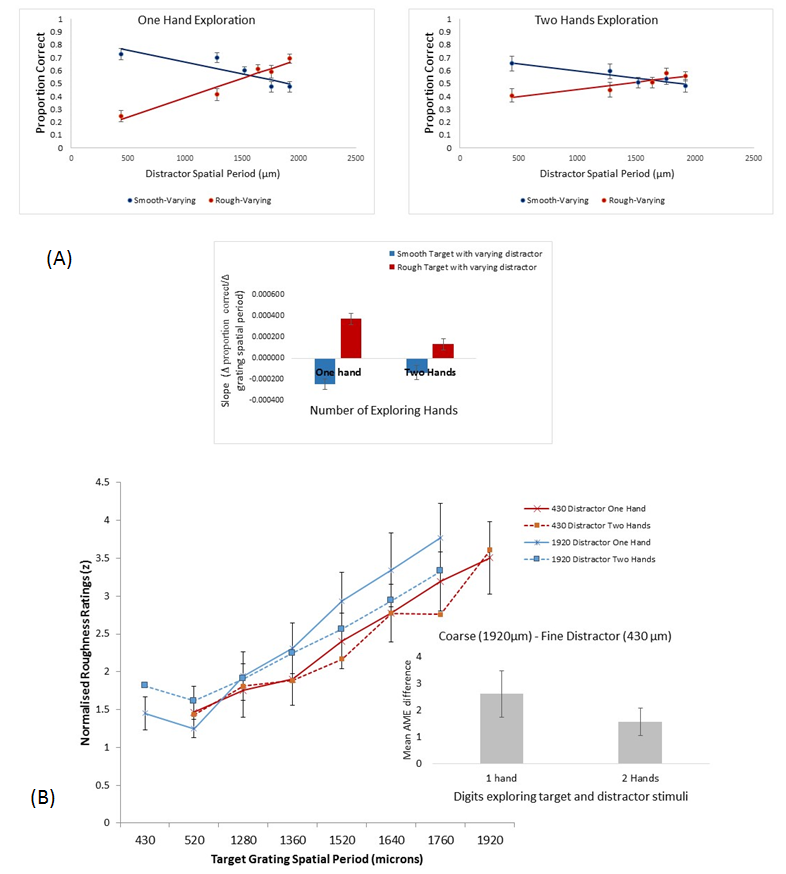 One Hand Exploration
Proportion Correct
1
0.9
0.8
0.7
0.6
0.5
0.4
0.3
0.2
0.1
0
0 500 1000 1500 2000 2500
Distractor Spatial Period (µm)
Smooth-Varying Rough-Varying
Two Hands Exploration
Proportion Correct
1
0.9
0.8
0.7
0.6
0.5
0.4
0.3
0.2
0.1
0
0 500 1000 1500 2000 2500
Distractor Spatial Period (µm)
Smooth-Varying Rough-Varying
(A)
Smooth Target with varying distractor
Rough Target with varying distractor
Slope (Δ proportion correct/Δ
grating spatial period)
0.000600
0.000400
0.000200
0.000000
-0.000200
-0.000400
One hand Two Hands
Number of Exploring Hands
(B)
Normalised Roughness Ratings (z)
4.5
4
3.5
3
2.5
2
1.5
1
0.5
0
430 520 1280 1360 1520 1640 1760 1920
Target Grating Spatial Period (microns)
430 Distractor One Hand
430 Distractor Two Hands
1920 Distractor One Hand
1920 Distractor Two Hands
Coarse (1920µm) - Fine Distractor (430 µm)
Mean AME difference
4
3
2
1
0
1 hand 2 Hands
Digits exploring target and distractor stimuli